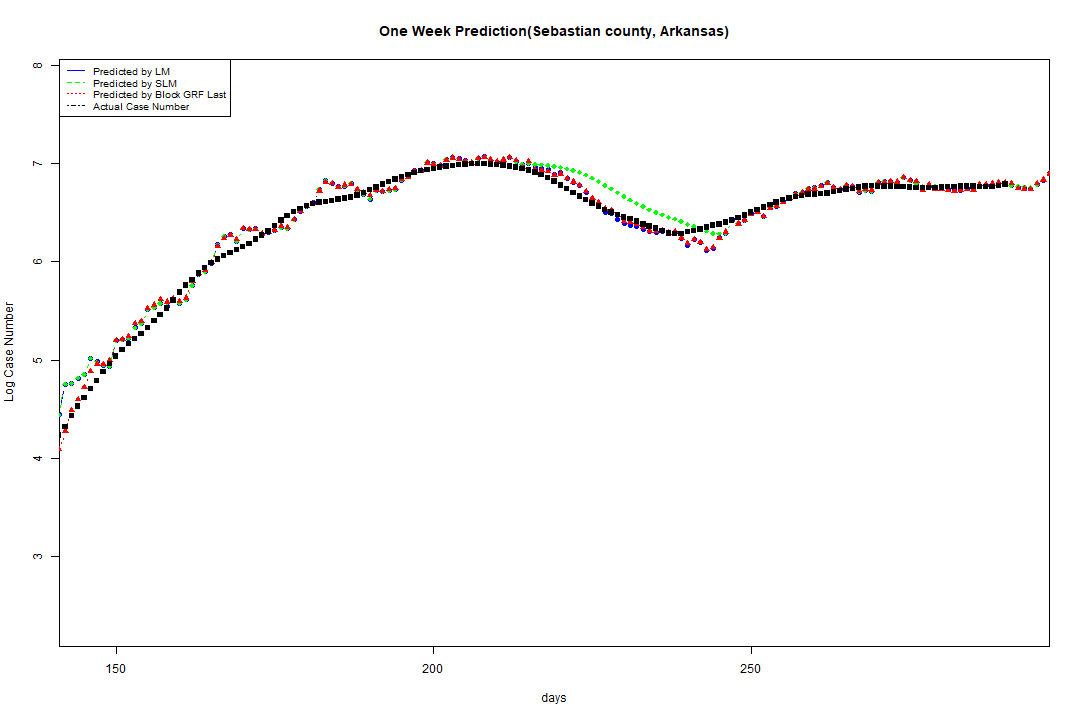 One Week Prediction(Sebastian county, Arkansas)
8
Predicted by LM
Predicted by SLM
Predicted by Block GRF Last
Actual Case Number
7
6
5
4
3
Log Case Number
150
200
250
days